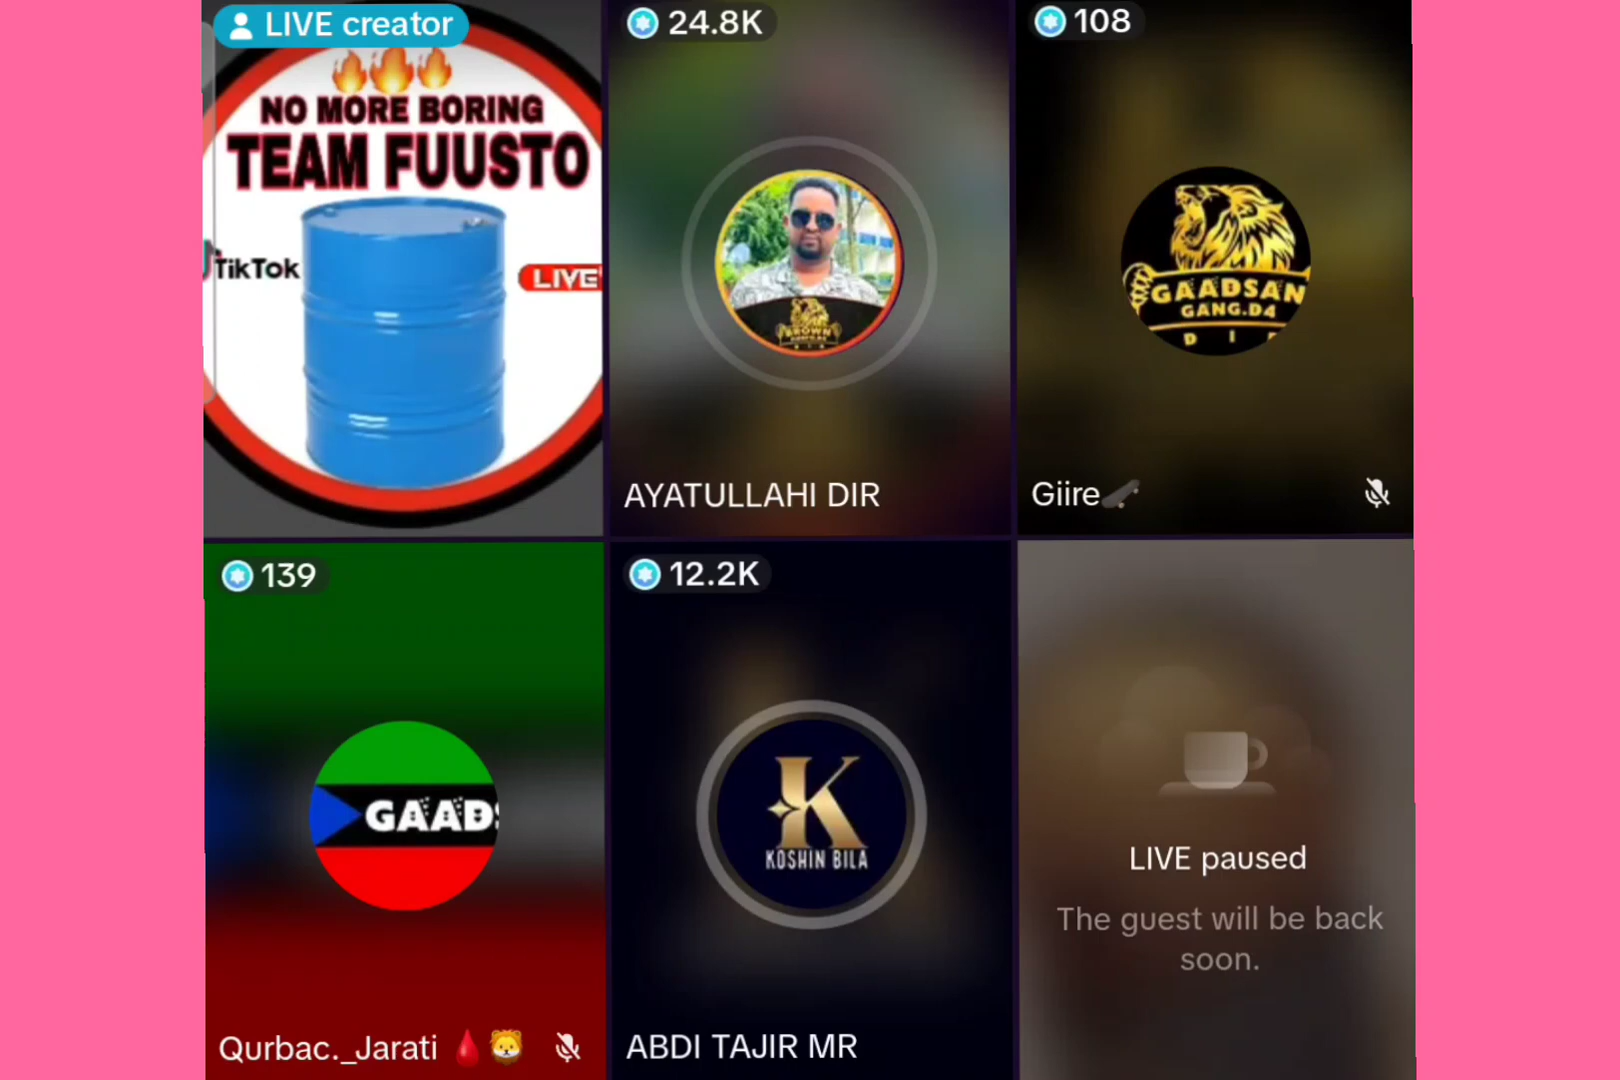 LIVE creator
NO MORE BORING
TEAM FUUSTO
TikTok
LIVE
24.8K
AYATULLAHI DIR
108
GAADSAN
GANG.D4
D I
Giire
139
GAADS
Qurbac._Jarati
12.2K
K
KOSHIN BILA
ABDI TAJIR MR
LIVE paused
The guest will be back
soon.